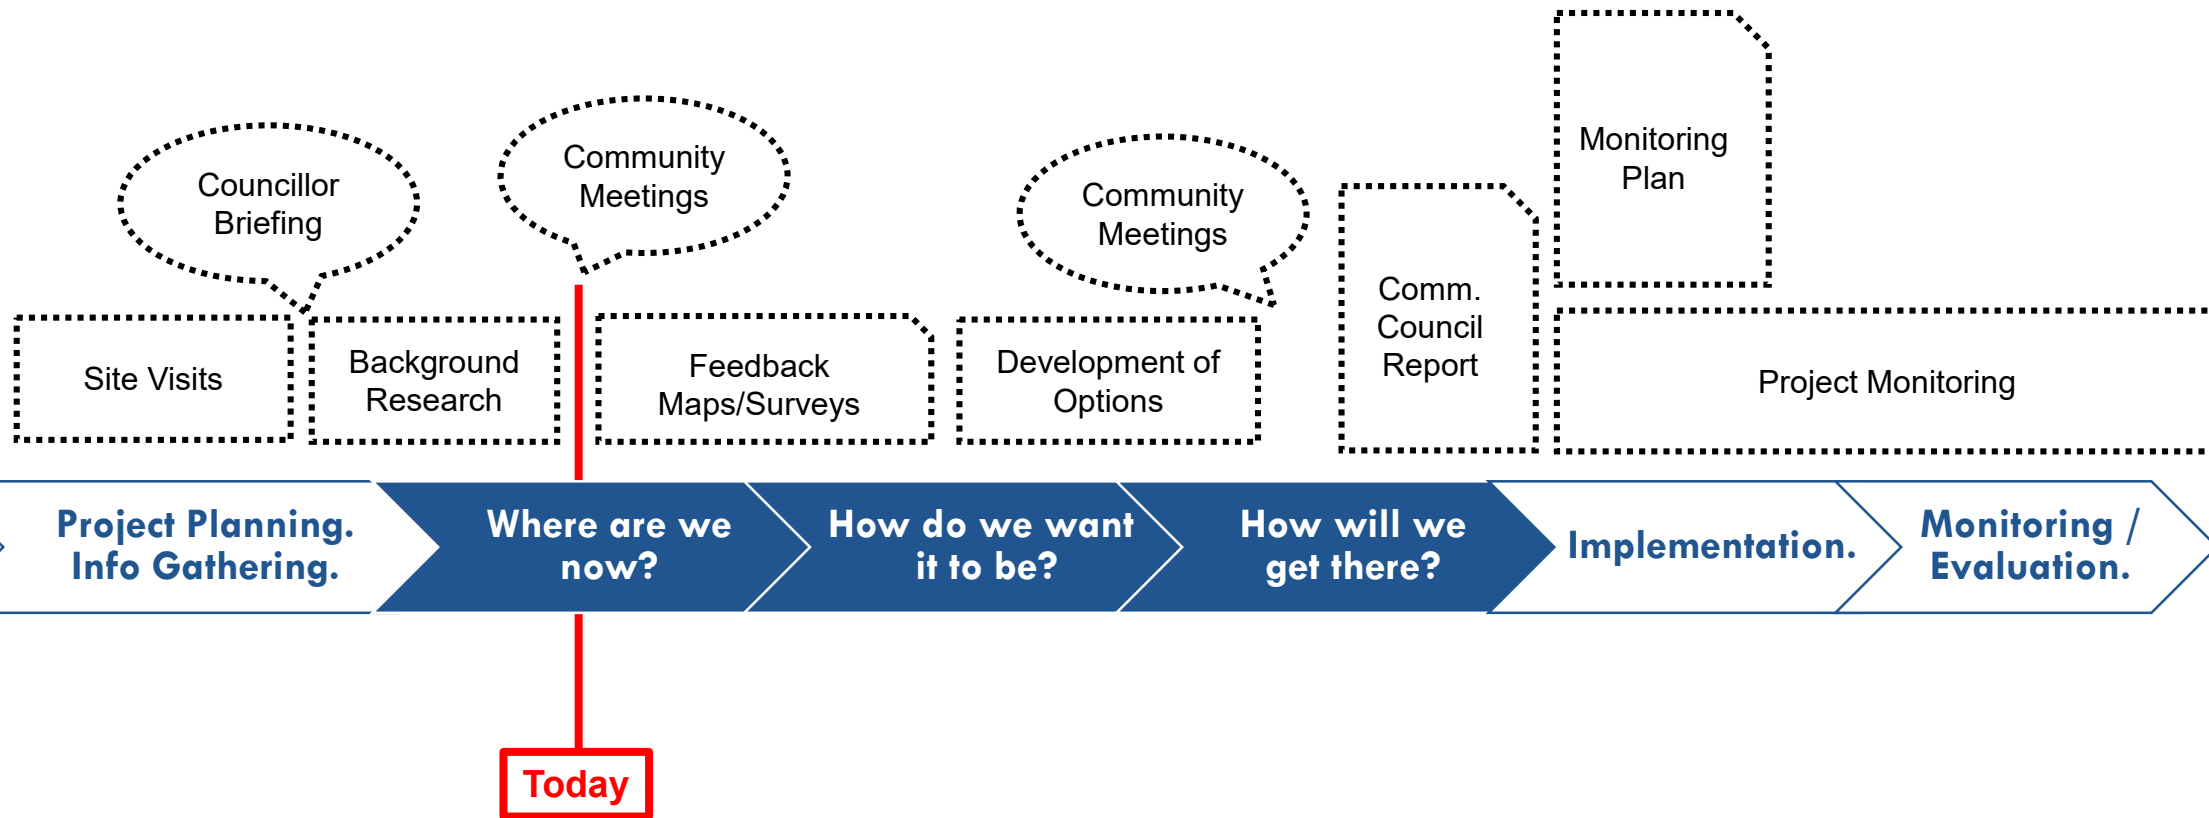 Monitoring
Plan
Community
Meetings
Councillor
Briefing
Community
Meetings
Comm.
Council
Report
Site Visits
Background
Research
Feedback
Maps/Surveys
Development of
Options
Project Monitoring
Project Planning.
Info Gathering.
Where are we
now?
How do we want
it to be?
How will we
get there?
Implementation.
Monitoring /
Evaluation.
Today